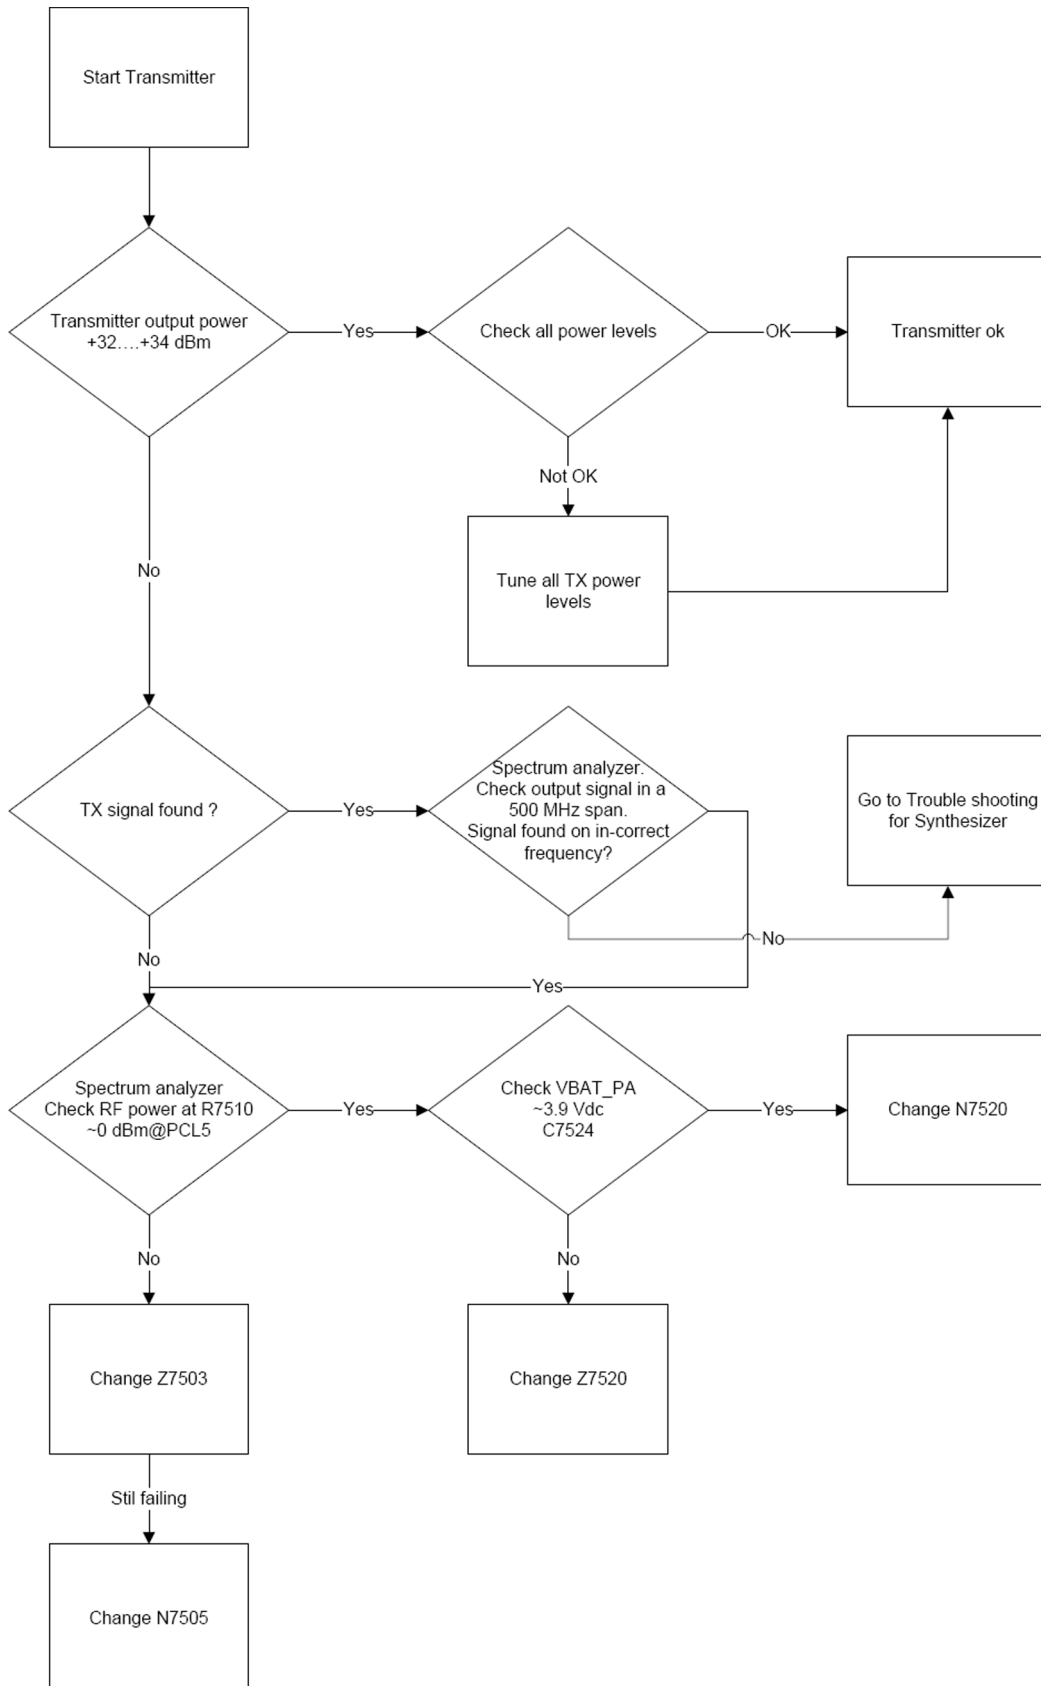 Start Transmitter
Transmitter output power
+32....+34 dBm
Yes
Check all power levels
OK
Transmitter ok
Not OK
Tune all TX power
levels
No
TX signal found ?
Yes
Spectrum analyzer.
Check output signal in a
500 MHz span.
Signal found on in-correct
frequency?
Go to Trouble shooting
for Synthesizer
No
No
Yes
Spectrum analyzer
Check RF power at R7510
~0 dBm@PCL5
Yes
Check VBAT_PA
~3.9 Vdc
C7524
Yes
Change N7520
No
No
Change Z7503
Change Z7520
Stil failing
Change N7505